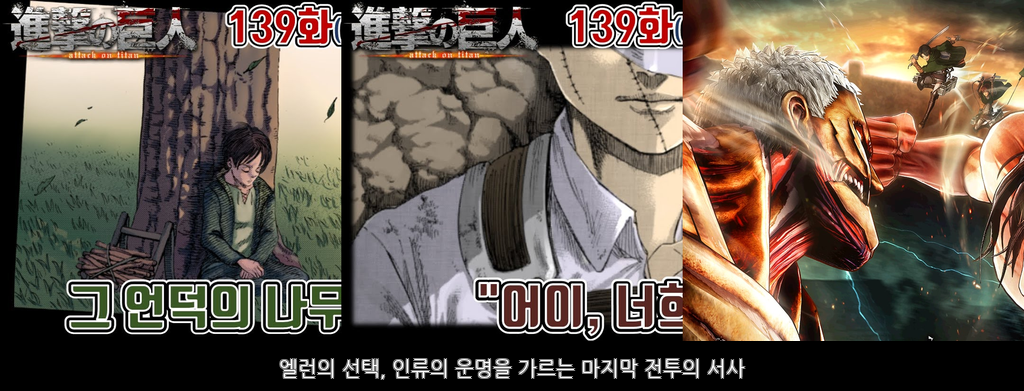 進撃の巨人
attack on titan
139화
그 언덕의 나무
進撃の巨人
attack on titan
139화
"어이, 너희
엘런의 선택, 인류의 운명을 가르는 마지막 전투의 서사